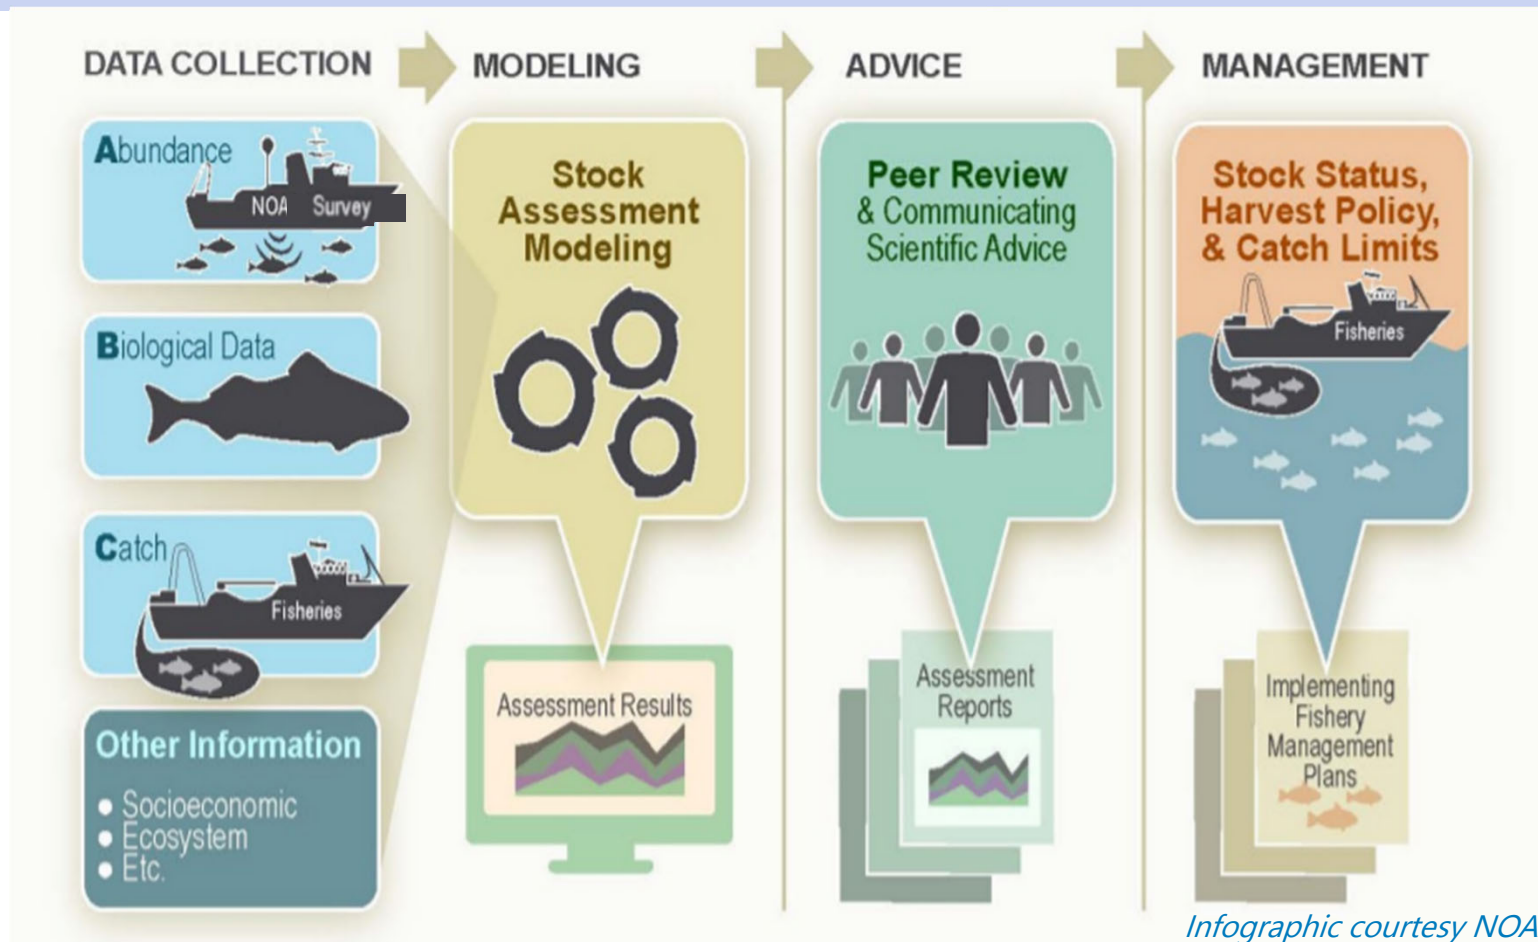 DATA COLLECTION
MODELING
ADVICE
MANAGEMENT
Abundance
NOA Survey
Biological Data
Catch
Fisheries
Other Information
Socioeconomic
Ecosystem
Etc.
Stock
Assessment
Modeling
Assessment Results
Peer Review
& Communicating
Scientific Advice
Assessment
Reports
Stock Status,
Harvest Policy,
& Catch Limits
Fisheries
Implementing
Fishery
Management
Plans
Infographic courtesy NOA